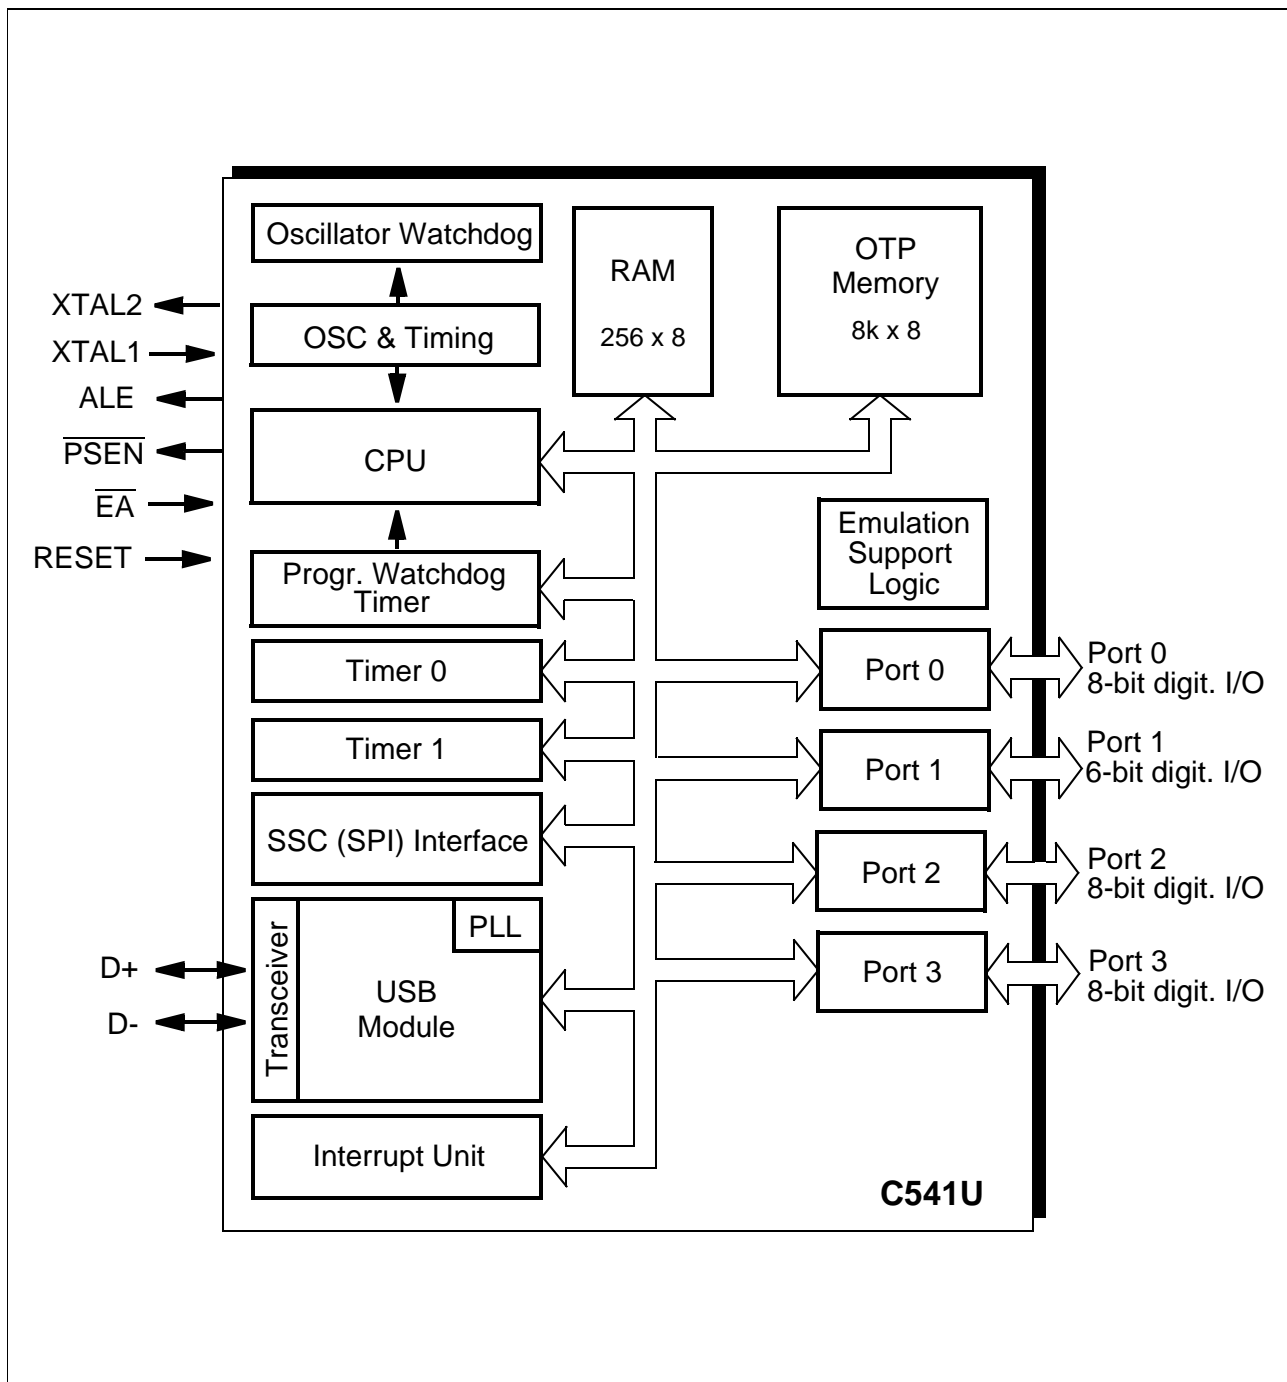 Oscillator Watchdog
OSC & Timing
CPU
Progr. Watchdog
Timer
Timer 0
Timer 1
SSC (SPI) Interface
Transceiver
PLL
USB
Module
Interrupt Unit
RAM
256 x 8
OTP
Memory
8k x 8
Emulation
Support
Logic
Port 0
Port 1
Port 2
Port 3
C541U
XTAL2
XTAL1
ALE
PSEN
EA
RESET
D+
D-
Port 0
8-bit digit. I/O
Port 1
6-bit digit. I/O
Port 2
8-bit digit. I/O
Port 3
8-bit digit. I/O